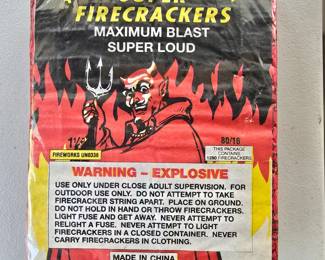 SUPER
FIRECRACKERS
MAXIMUM BLAST
SUPER LOUD
80/16
FIREWORKS UN0336
THIS PACKAGE
CONTAINS
1280 FIRECRACKERS
WARNING – EXPLOSIVE
USE ONLY UNDER CLOSE ADULT SUPERVISION. FOR
OUTDOOR USE ONLY. DO NOT ATTEMPT TO TAKE
FIRECRACKER STRING APART. PLACE ON GROUND.
DO NOT HOLD IN HAND OR THROW FIRECRACKERS.
LIGHT FUSE AND GET AWAY. NEVER ATTEMPT TO
RELIGHT A FUSE. NEVER ATTEMPT TO LIGHT
FIRECRACKERS IN A CLOSED CONTAINER. NEVER
CARRY FIRECRACKERS IN CLOTHING.
MADE IN CHINA